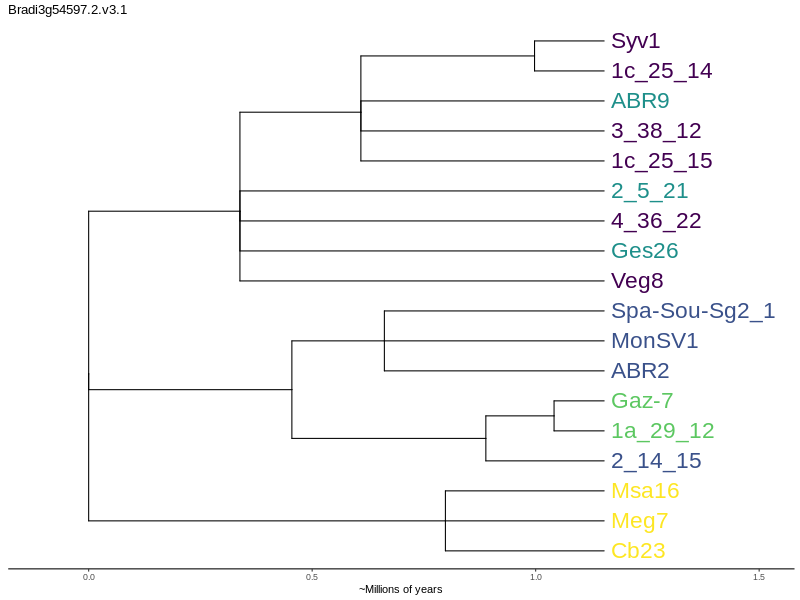 Bradi3g54597.2.v3.1
Syv1
1c_25_14
ABR9
3_38_12
1c_25_15
2_5_21
4_36_22
Ges26
Veg8
Spa-Sou-Sg2_1
MonSV1
ABR2
Gaz-7
1a_29_12
2_14_15
Msa16
Meg7
Cb23
0.0 0.5 1.0 1.5
~Millions of years